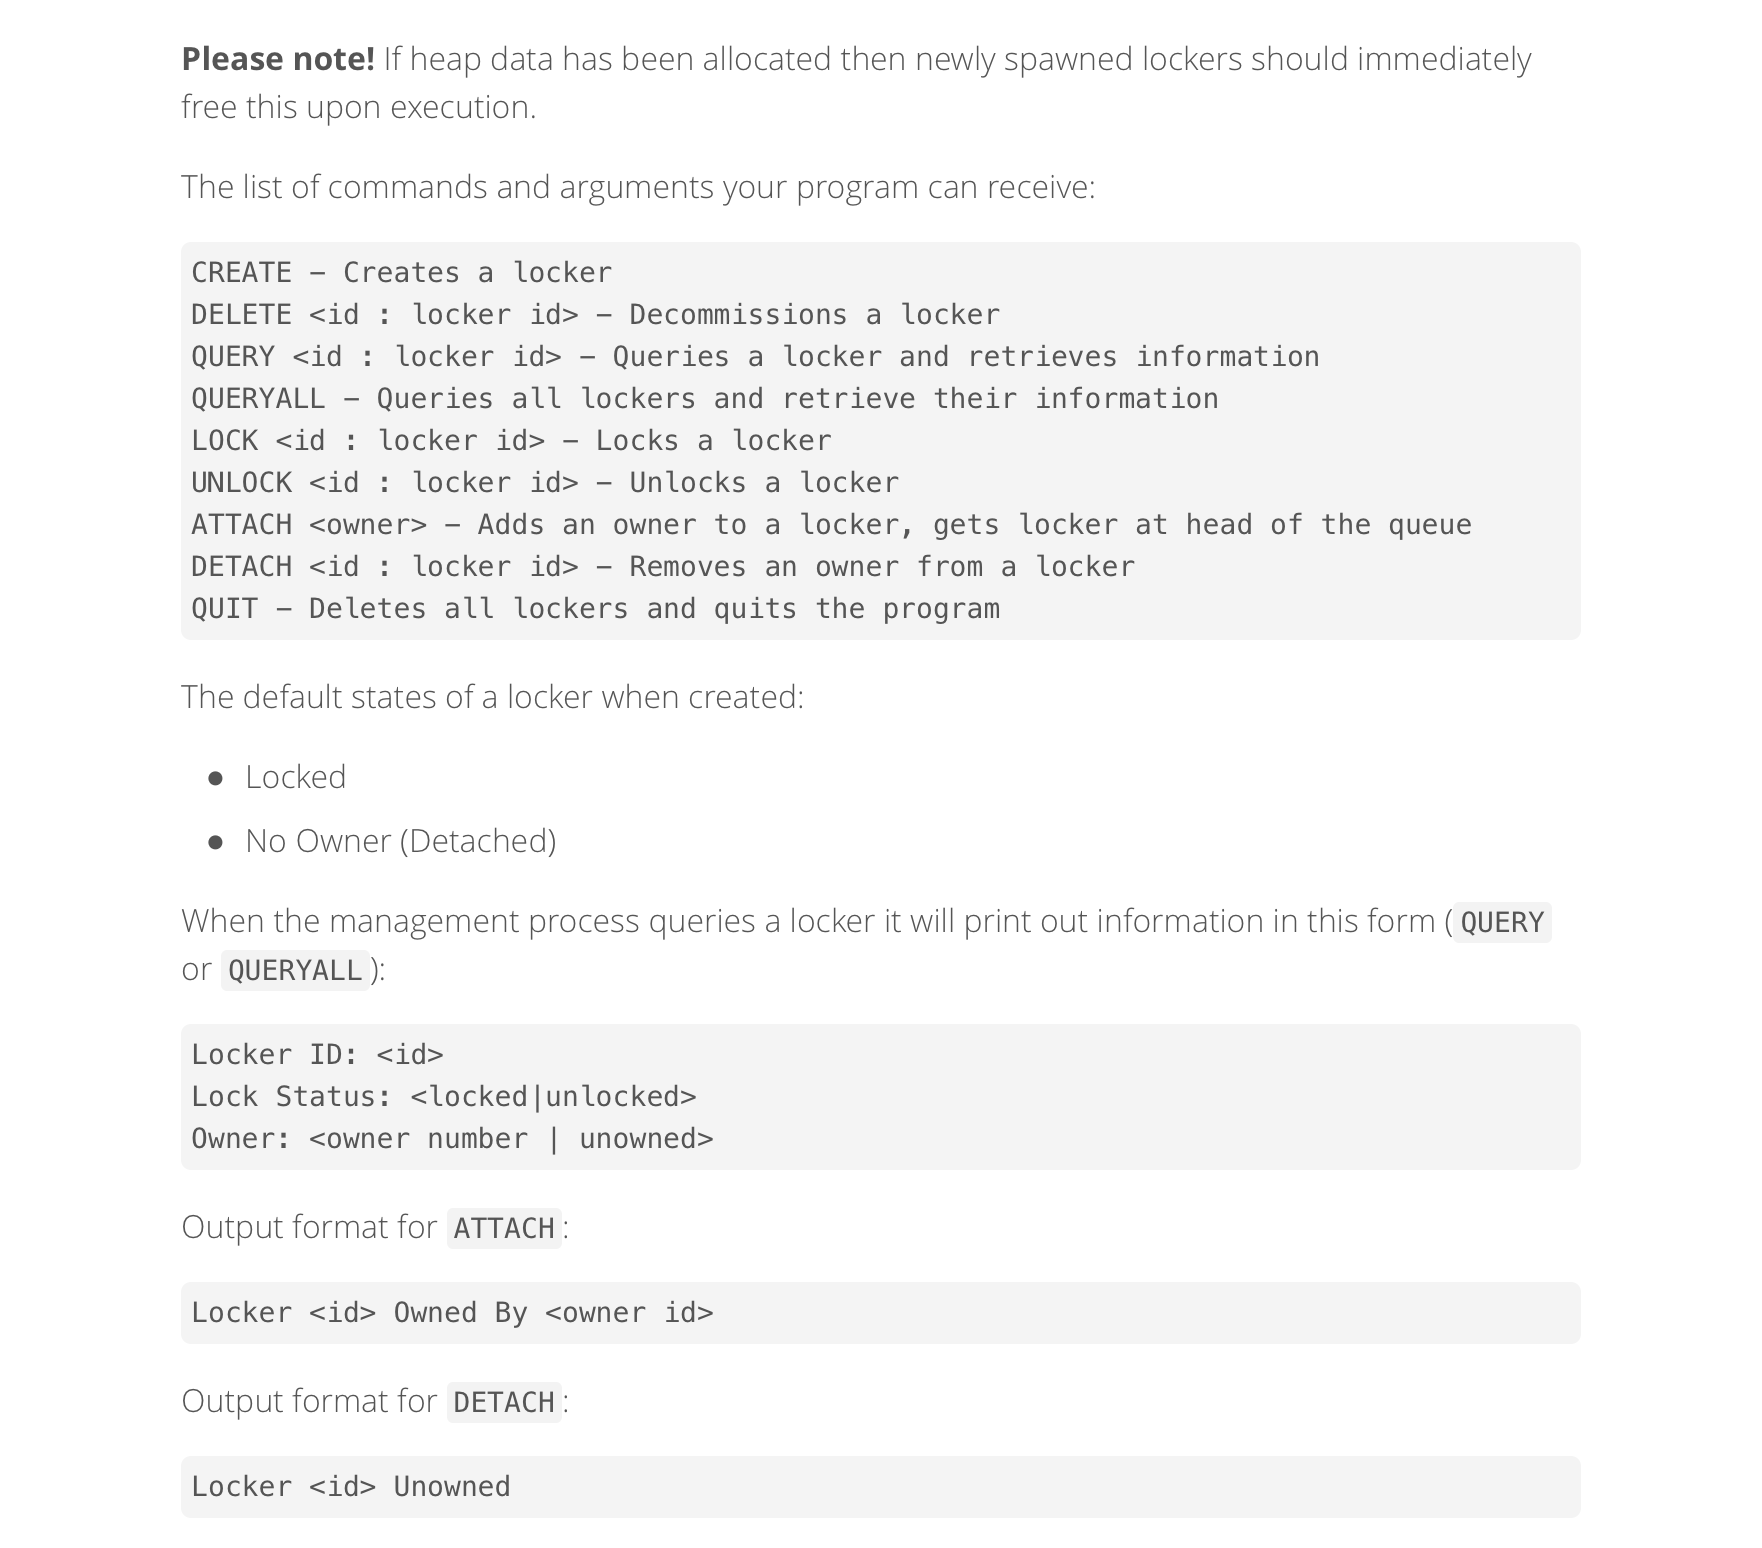 Please note! If heap data has been allocated then newly spawned lockers should immediately
free this upon execution.
The list of commands and arguments your program can receive:
CREATE – Creates a locker
DELETE <id : locker id> – Decommissions a locker
QUERY <id : locker id> – Queries a locker and retrieves information
QUERYALL – Queries all lockers and retrieve their information
LOCK <id : locker id> – Locks a locker
UNLOCK <id : locker id> – Unlocks a locker
ATTACH <owner> – Adds an owner to a locker, gets locker at head of the queue
DETACH <id : locker id> – Removes an owner from a locker
QUIT – Deletes all lockers and quits the program
The default states of a locker when created:
● Locked
● No Owner (Detached)
When the management process queries a locker it will print out information in this form ( QUERY
or QUERYALL ):
Locker ID: <id>
Lock Status: <locked|unlocked>
Owner: <owner number | unowned>
Output format for ATTACH :
Locker <id> Owned By <owner id>
Output format for DETACH :
Locker <id> Unowned